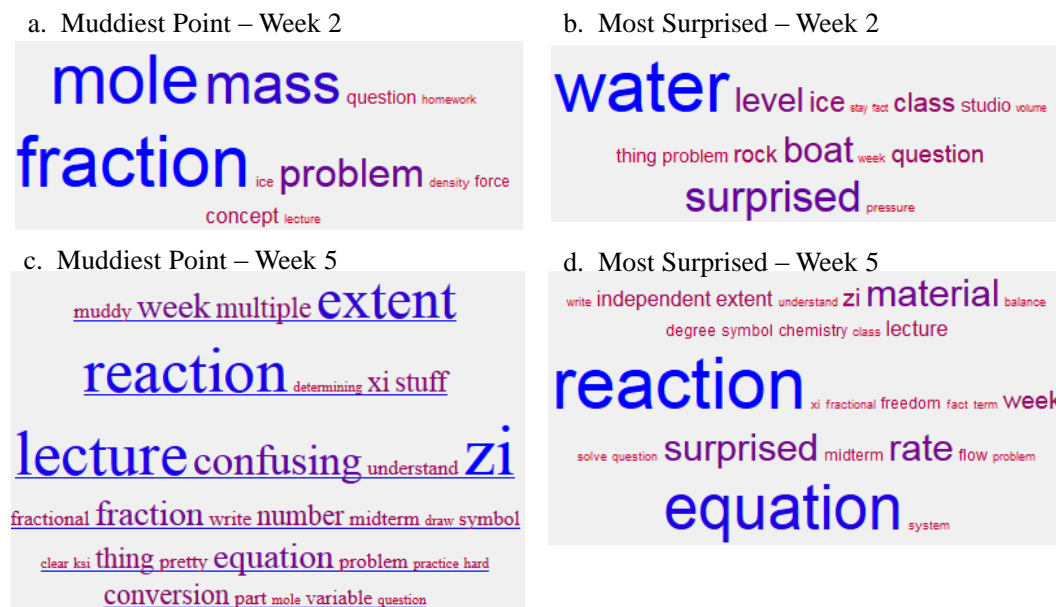 a. Muddiest Point – Week 2
mole mass question homework
fraction ice problem density force
concept lecture
b. Most Surprised – Week 2
water level ice stay fact class studio volume
thing problem rock boat week question
surprised pressure
c. Muddiest Point – Week 5
muddy week multiple extent
reaction determining xi stuff
lecture confusing understand zi
fractional fraction write number midterm draw symbol
clear ksi thing pretty equation problem practice hard
conversion part mole variable question
d. Most Surprised – Week 5
write independent extent understand zi material balance
degree symbol chemistry class lecture
reaction xi fractional freedom fact term week
solve question surprised midterm rate flow problem
equation system